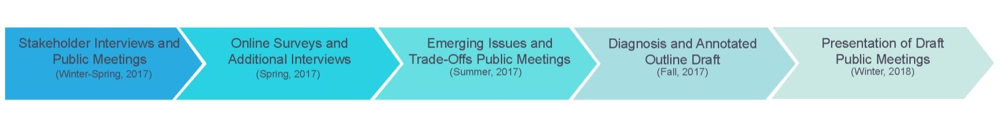 Stakeholder Interviews and
Public Meetings
(Winter-Spring, 2017)
Online Surveys and
Additional Interviews
(Spring, 2017)
Emerging Issues and
Trade-Offs Public Meetings
(Summer, 2017)
Diagnosis and Annotated
Outline Draft
(Fall, 2017)
Presentation of Draft
Public Meetings
(Winter, 2018)